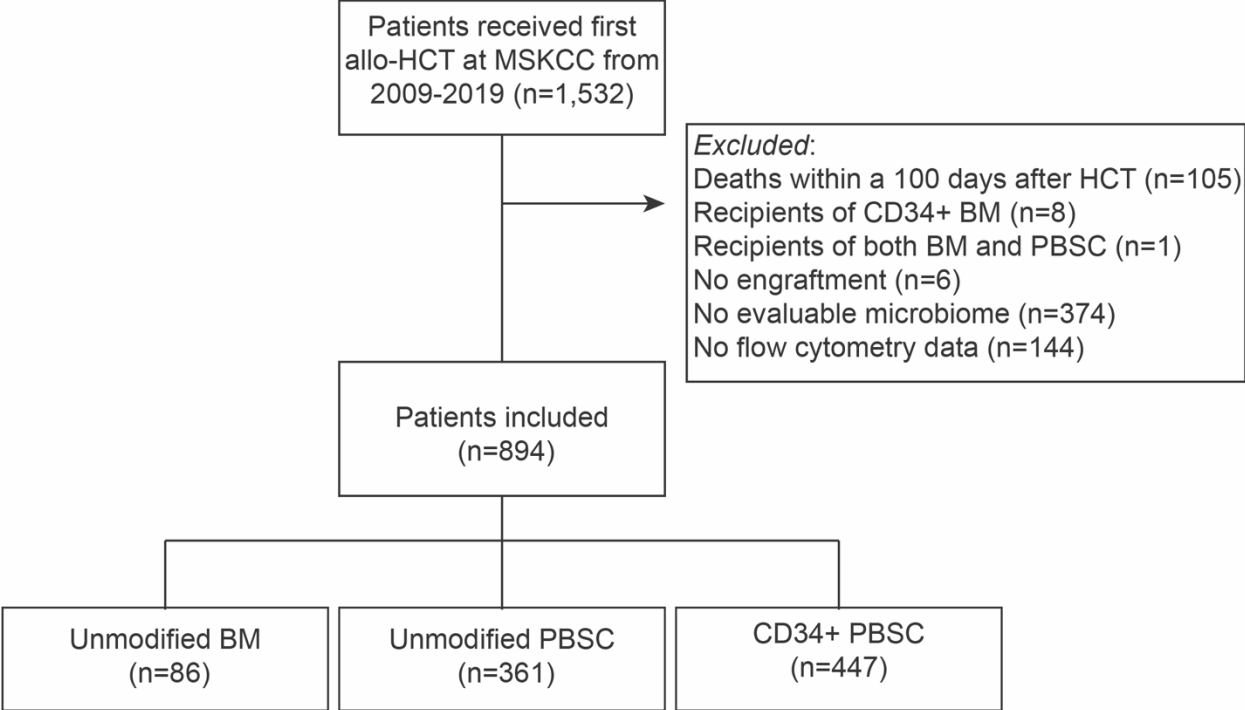 Patients received first
allo-HCT at MSKCC from
2009-2019 (n=1,532)
Excluded:
Deaths within a 100 days after HCT (n=105)
Recipients of CD34+ BM (n=8)
Recipients of both BM and PBSC (n=1)
No engraftment (n=6)
No evaluable microbiome (n=374)
No flow cytometry data (n=144)
Patients included
(n=894)
Unmodified BM
(n=86)
Unmodified PBSC
(n=361)
CD34+ PBSC
(n=447)